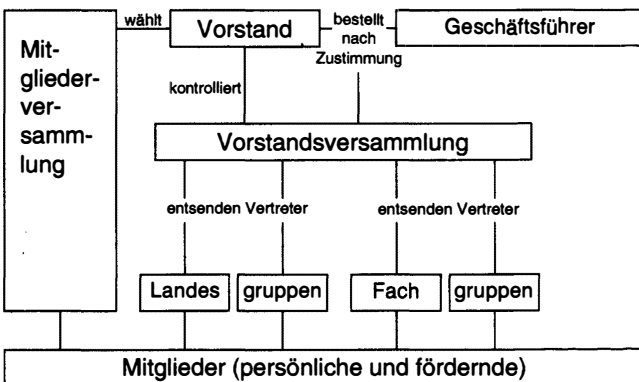 Mit-
glieder-
ver-
samm-
lung
wählt
Vorstand
bestellt
nach
Zustimmung
Geschäftsführer
kontrolliert
Vorstandsversammlung
entsenden Vertreter
entsenden Vertreter
Landes gruppen Fach gruppen
Mitglieder (persönliche und fördernde)